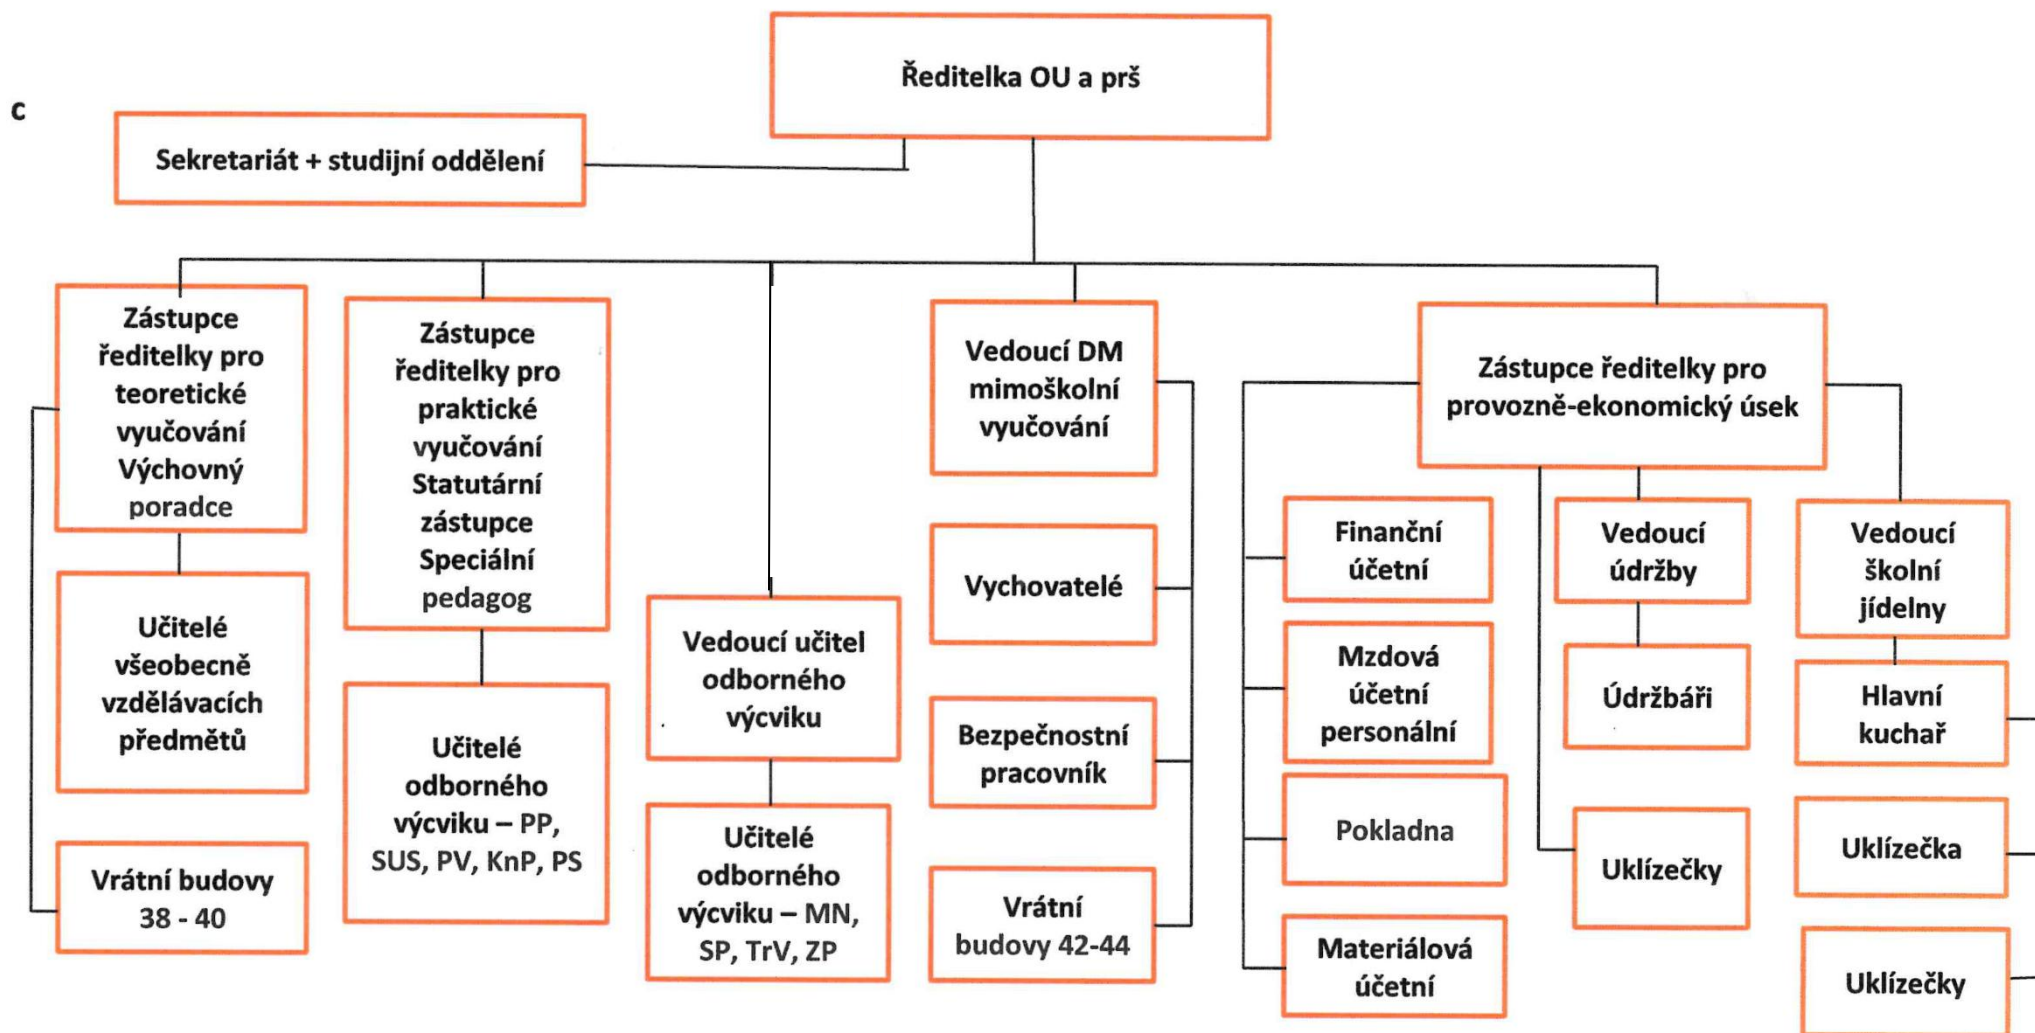 Ředitelka OU a prš
c
Sekretariát + studijní oddělení
Zástupce
ředitelky pro
teoretické
vyučování
Výchovný
poradce
Zástupce
ředitelky pro
praktické
vyučování
Statutární
zástupce
Speciální
pedagog
Vedoucí DM
mimoškolní
vyučování
Zástupce ředitelky pro
provozně-ekonomický úsek
Učitelé
všeobecně
vzdělávacích
předmětů
Vrátní budovy
38 - 40
Učitelé
odborného
výcviku – PP,
SUS, PV, KnP, PS
Vedoucí učitel
odborného
výcviku
Učitelé
odborného
výcviku – MN,
SP, TrV, ZP
Vychovatelé
Bezpečnostní
pracovník
Vrátní
budovy 42-44
Finanční
účetní
Mzdová
účetní
personální
Pokladna
Materiálová
účetní
Vedoucí
údržby
Údržbáři
Uklízečky
Vedoucí
školní
jídelny
Hlavní
kuchař
Uklízečka
Uklízečky